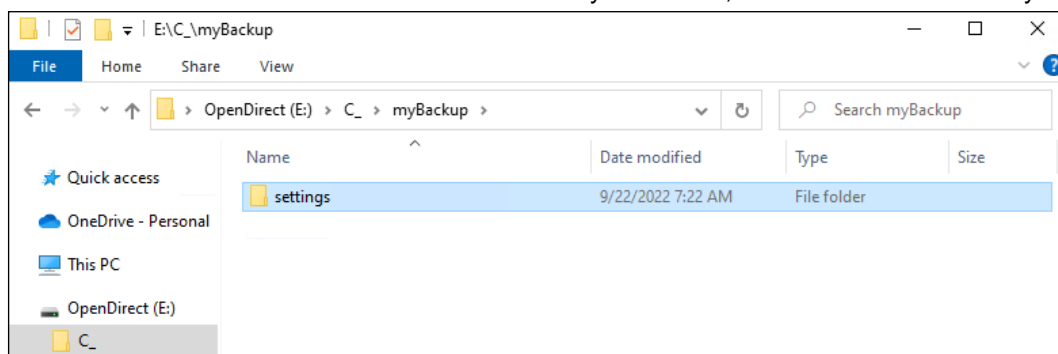 E:\C_\myBackup
File Home Share View
OpenDirect (E:) C_ myBackup Search myBackup
Name Date modified Type Size
Quick access
settings 9/22/2022 7:22 AM File folder
OneDrive - Personal
This PC
OpenDirect (E:)
C_